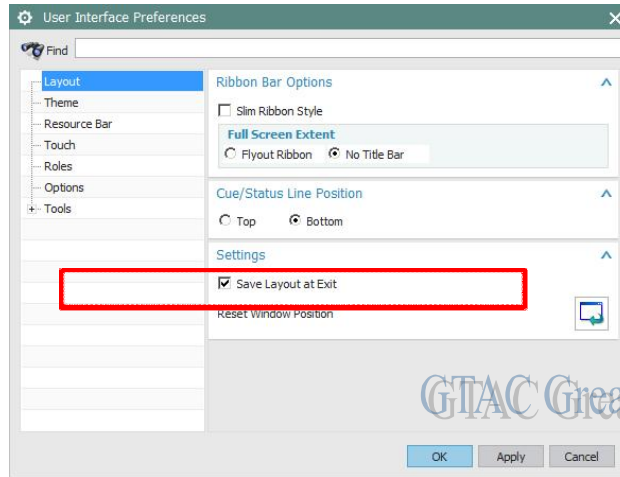 User Interface Preferences
Find
Layout
Theme
Resource Bar
Touch
Roles
Options
Tools
Ribbon Bar Options
Slim Ribbon Style
Full Screen Extent
Flyout Ribbon No Title Bar
Cue/Status Line Position
Top Bottom
Settings
Save Layout at Exit
Reset Window Position
GTAC
OK Apply Cancel